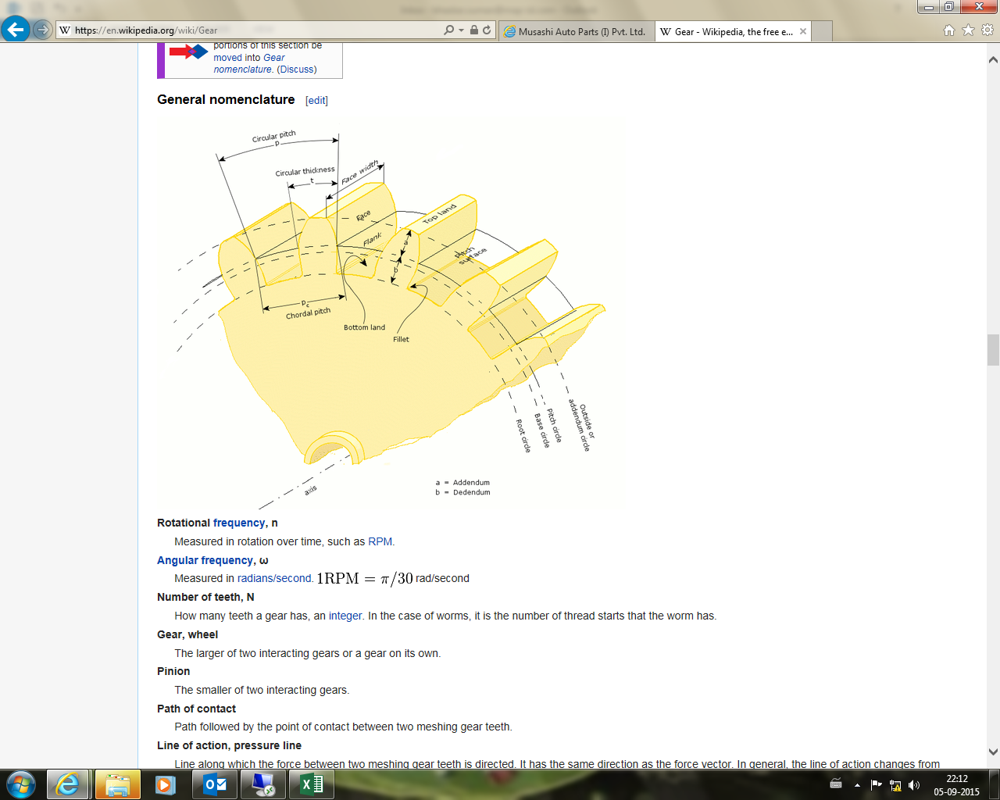 https://en.wikipedia.org/wiki/Gear
Musashi Auto Parts (I) Pvt. Ltd.
W Gear - Wikipedia, the free e...
portions of this section be
moved into Gear
nomenclature. (Discuss)
General nomenclature [edit]
Circular pitch
p
Circular thickness
t
Face width
Face
Flank
Top land
a
b
Pitch
surface
Pc
Chordal pitch
Bottom land
Fillet
Outside or
addendum circle
Pitch circle
Base circle
Root circle
axis
a = Addendum
b = Dedendum
Rotational frequency, n
Measured in rotation over time, such as RPM.
Angular frequency, ω
Measured in radians/second. 1RPM = π/30 rad/second
Number of teeth, N
How many teeth a gear has, an integer. In the case of worms, it is the number of thread starts that the worm has.
Gear, wheel
The larger of two interacting gears or a gear on its own.
Pinion
The smaller of two interacting gears.
Path of contact
Path followed by the point of contact between two meshing gear teeth.
Line of action, pressure line
Line along which the force between two meshing gear teeth is directed. It has the same direction as the force vector. In general, the line of action changes from
22:12
05-09-2015